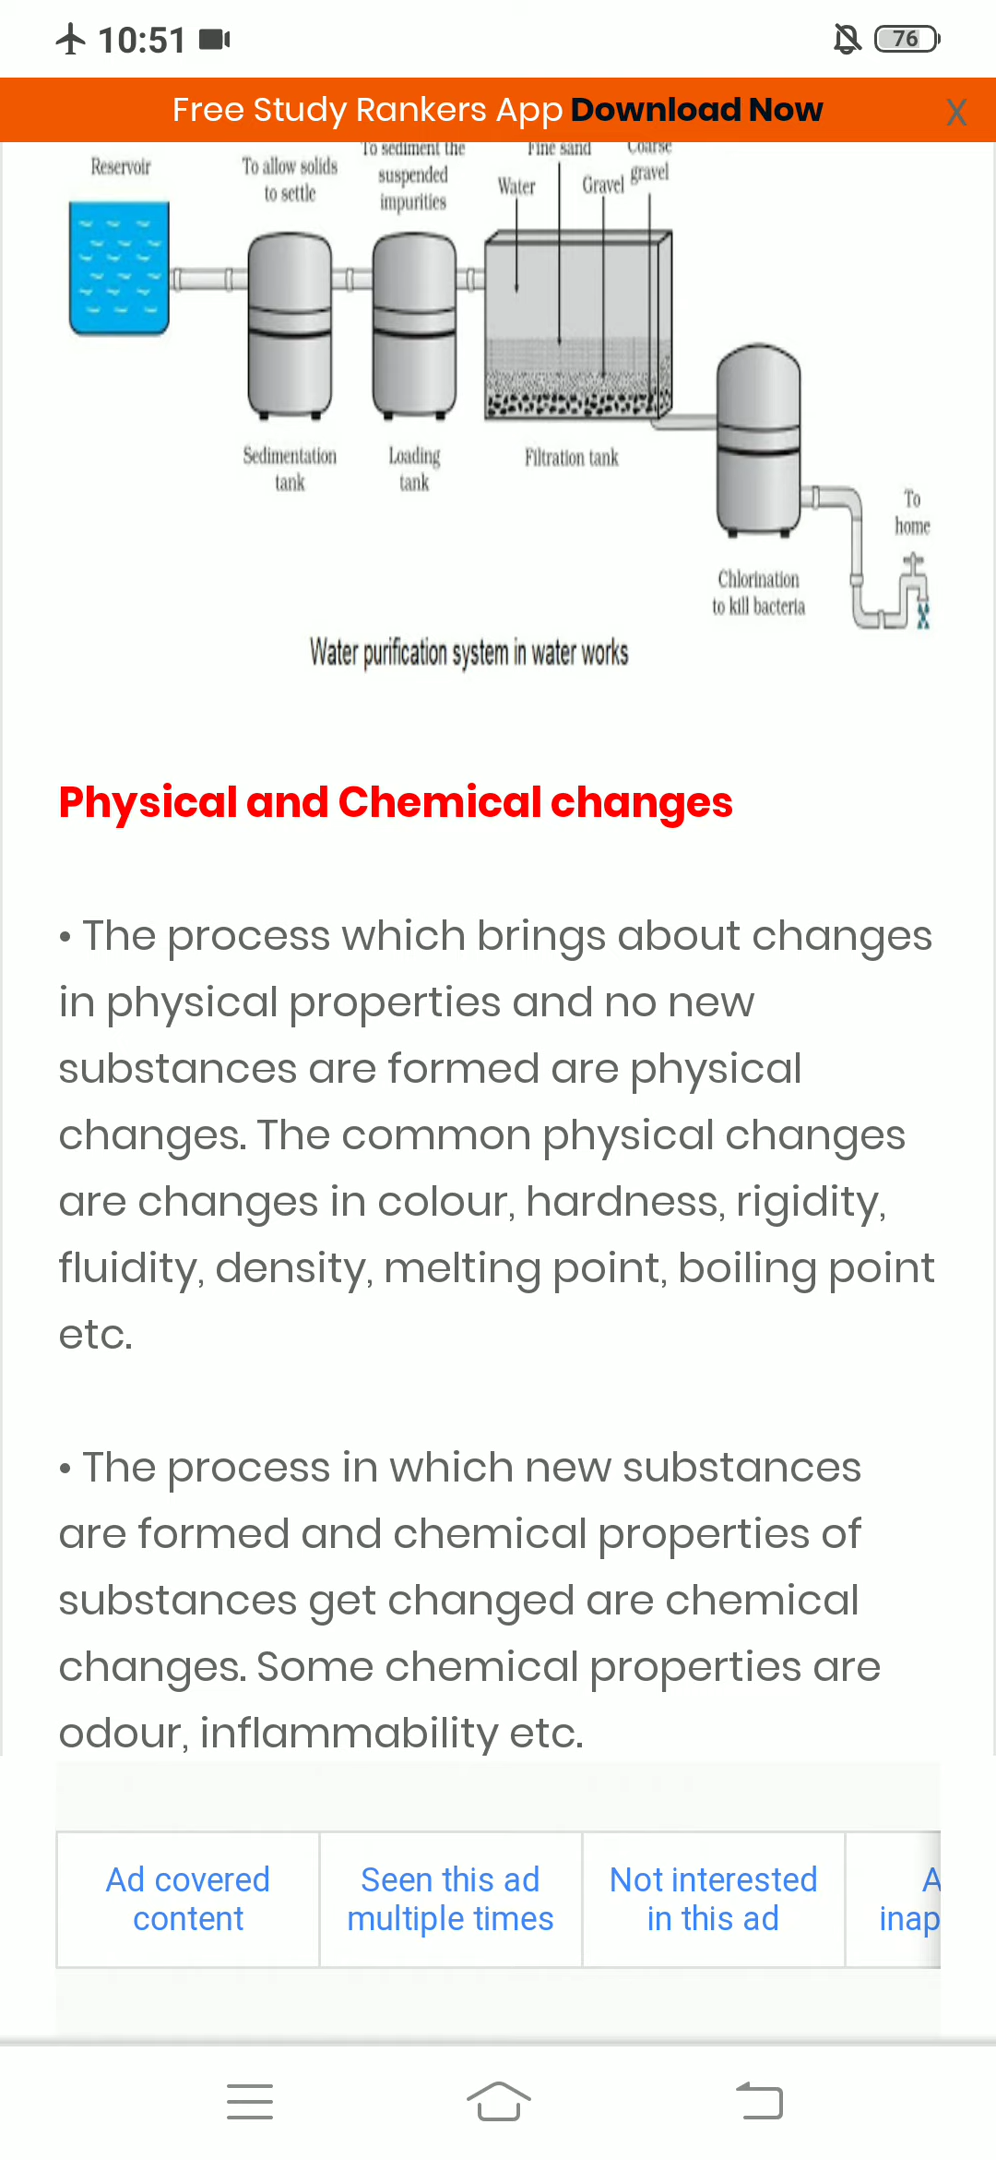 10:51
76
Free Study Rankers App Download Now X
Reservoir
To allow solids
to settle
To sediment the
suspended
impurities
Water
Fine sand
Gravel
Coarse
gravel
Sedimentation
tank
Loading
tank
Filtration tank
To
home
Chlorination
to kill bacteria
Water purification system in water works
Physical and Chemical changes
• The process which brings about changes
in physical properties and no new
substances are formed are physical
changes. The common physical changes
are changes in colour, hardness, rigidity,
fluidity, density, melting point, boiling point
etc.
• The process in which new substances
are formed and chemical properties of
substances get changed are chemical
changes. Some chemical properties are
odour, inflammability etc.
Ad covered
content
Seen this ad
multiple times
Not interested
in this ad
A
inap